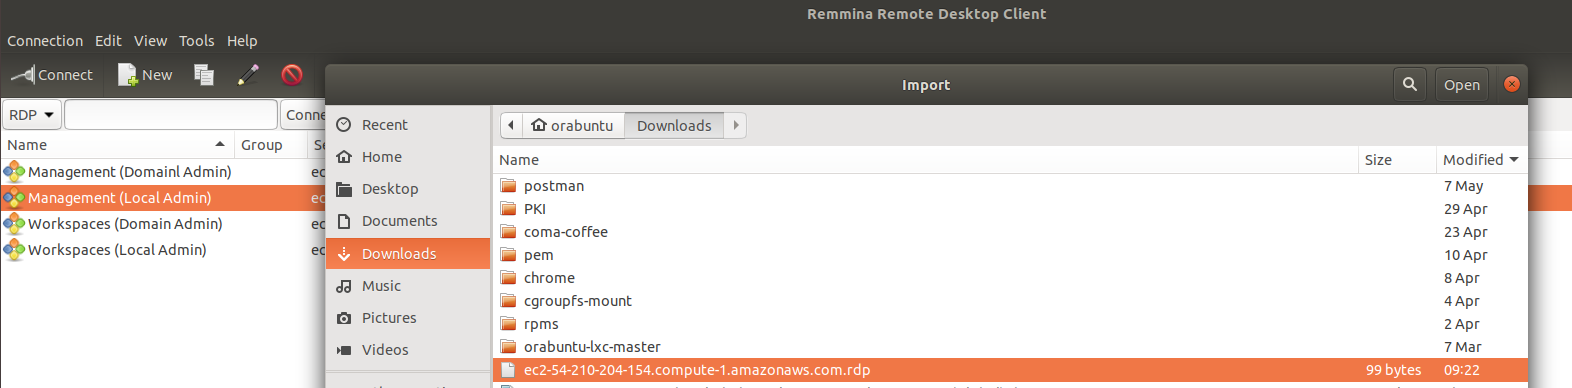 Remmina Remote Desktop Client
Connection Edit View Tools Help
Connect New
Import Open
RDP Conne
Name Group Se
Management (Domainl Admin) ec
Management (Local Admin) ec
Workspaces (Domain Admin) ec
Workspaces (Local Admin) ec
Recent
Home
Desktop
Documents
Downloads
Music
Pictures
Videos
orabuntu Downloads
Name Size Modified
postman 7 May
PKI 29 Apr
coma-coffee 23 Apr
pem 10 Apr
chrome 8 Apr
cgroupfs-mount 4 Apr
rpms 2 Apr
orabuntu-lxc-master 7 Mar
ec2-54-210-204-154.compute-1.amazonaws.com.rdp 99 bytes 09:22